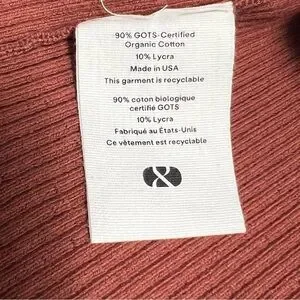 90% GOTS-Certified
Organic Cotton
10% Lycra
Made in USA
This garment is recyclable
90% coton biologique
certifié GOTS
10% Lycra
Fabriqué au États-Unis
Ce vêtement est recyclable